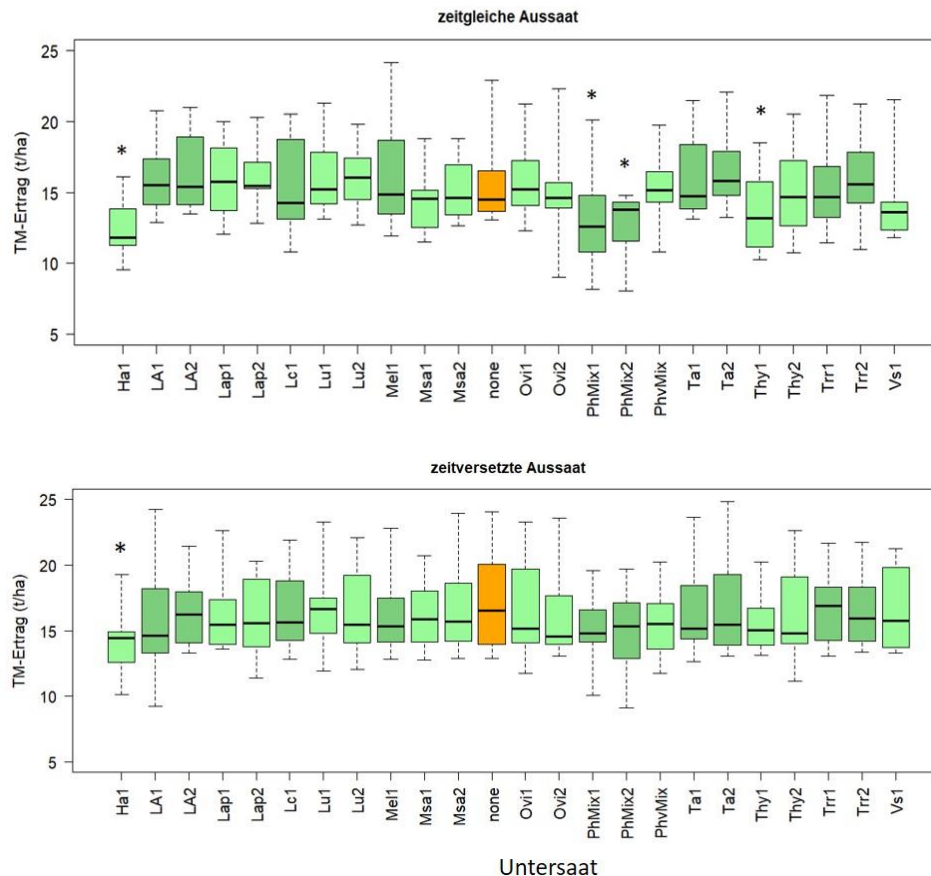 zeitgleiche Aussaat
TM-Ertrag (t/ha)
25
20
15
10
5
*
*
*
*
Ha1 LA1 LA2 Lap1 Lap2 Lc1 Lu1 Lu2 Mel1 Msa1 Msa2 none Ovi1 Ovi2 PhMix1 PhMix2 PhvMix Ta1 Ta2 Thy1 Thy2 Trr1 Trr2 Vs1
zeitversetzte Aussaat
TM-Ertrag (t/ha)
25
20
15
10
5
*
Ha1 LA1 LA2 Lap1 Lap2 Lc1 Lu1 Lu2 Mel1 Msa1 Msa2 none Ovi1 Ovi2 PhMix1 PhMix2 PhvMix Ta1 Ta2 Thy1 Thy2 Trr1 Trr2 Vs1
Untersaat